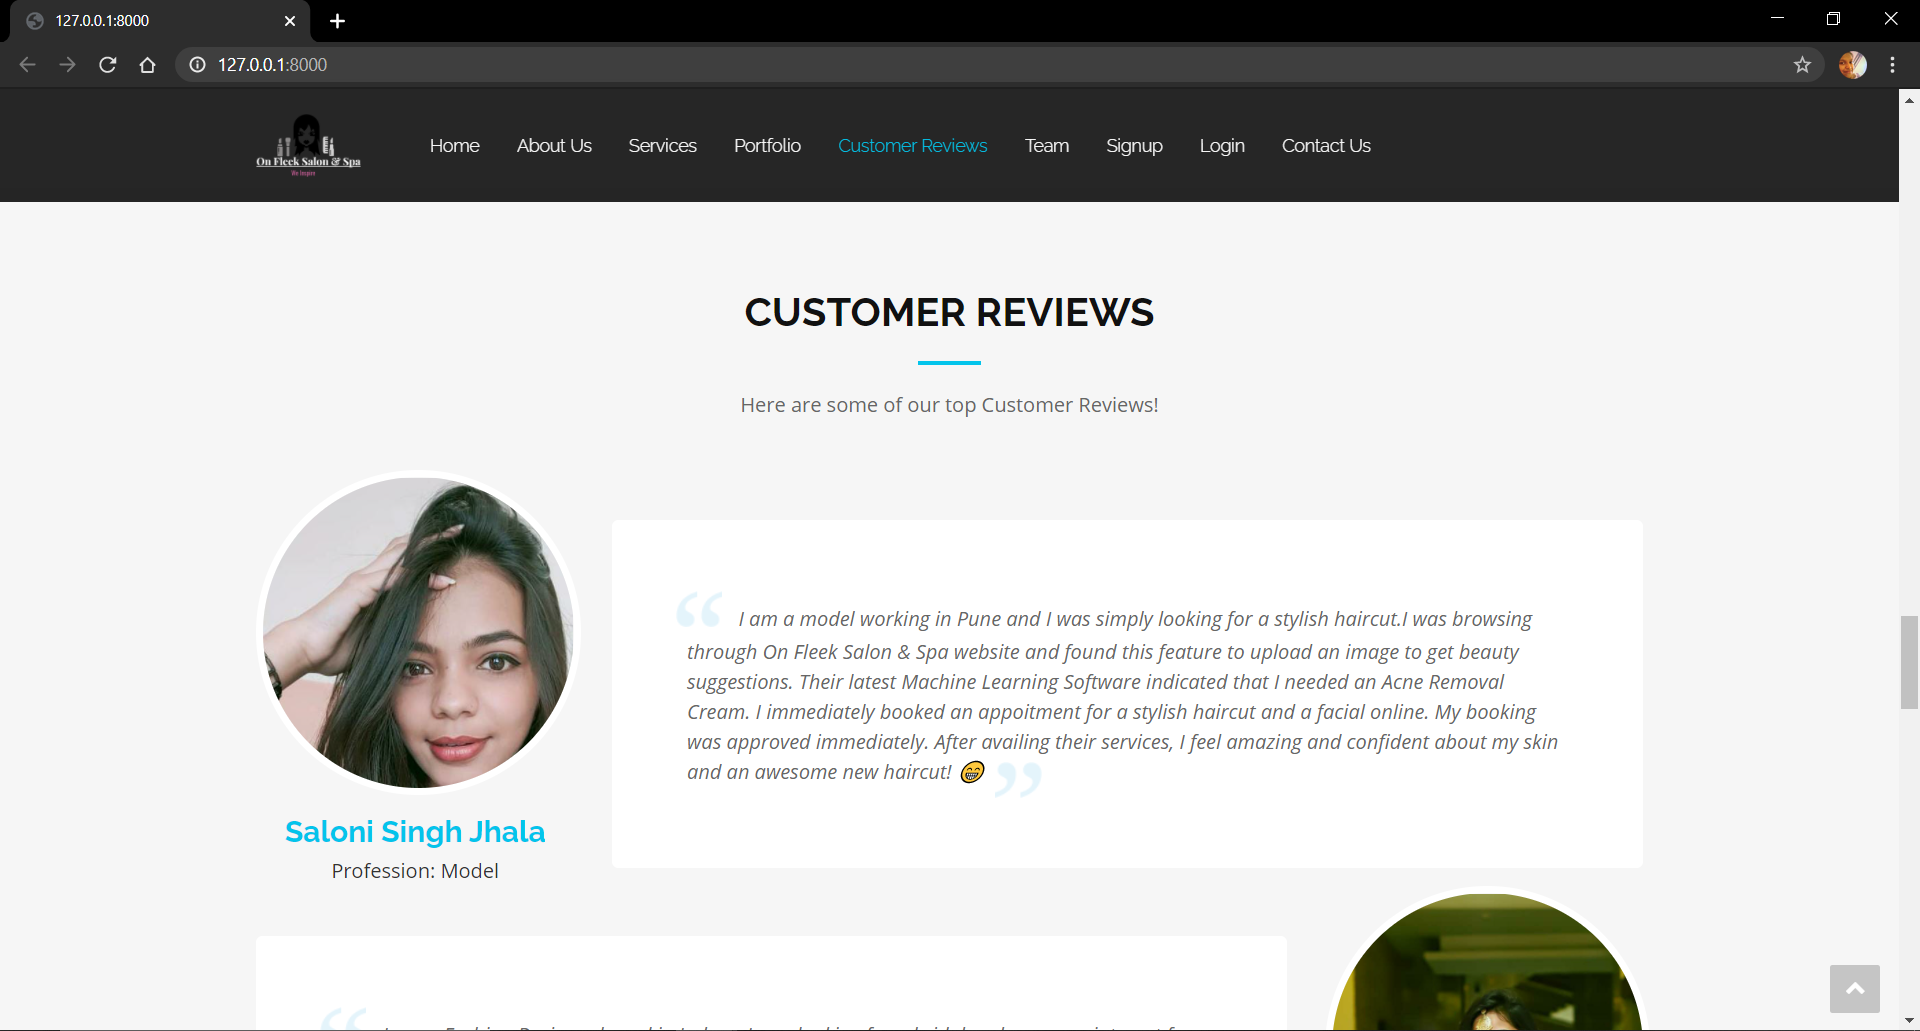 127.0.0.1:8000
127.0.0.1:8000
On Fleek Salon & Spa
We Inspire
Home About Us Services Portfolio Customer Reviews Team Signup Login Contact Us
CUSTOMER REVIEWS
Here are some of our top Customer Reviews!
“ I am a model working in Pune and I was simply looking for a stylish haircut.I was browsing
through On Fleek Salon & Spa website and found this feature to upload an image to get beauty
suggestions. Their latest Machine Learning Software indicated that I needed an Acne Removal
Cream. I immediately booked an appoitment for a stylish haircut and a facial online. My booking
was approved immediately. After availing their services, I feel amazing and confident about my skin
and an awesome new haircut! 😁 ”
Saloni Singh Jhala
Profession: Model